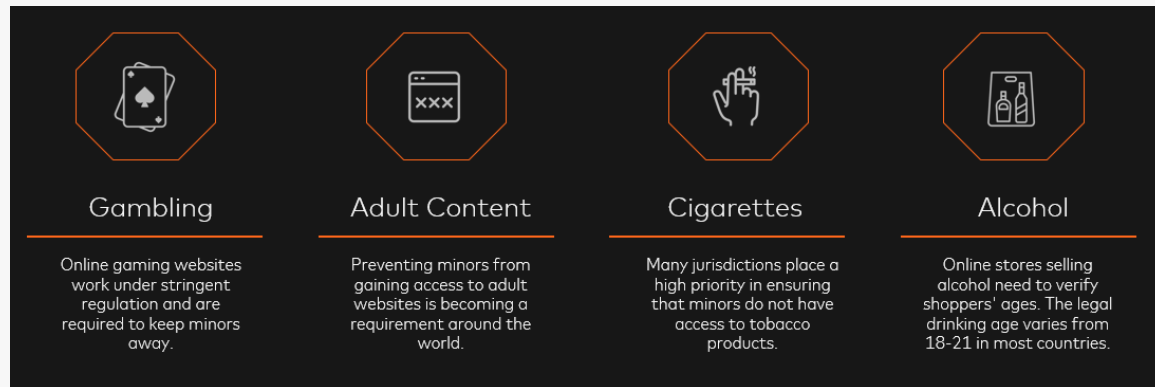 xxx
Gambling
Online gaming websites
work under stringent
regulation and are
required to keep minors
away.
Adult Content
Preventing minors from
gaining access to adult
websites is becoming a
requirement around the
world.
Cigarettes
Many jurisdictions place a
high priority in ensuring
that minors do not have
access to tobacco
products.
Alcohol
Online stores selling
alcohol need to verify
shoppers' ages. The legal
drinking age varies from
18-21 in most countries.